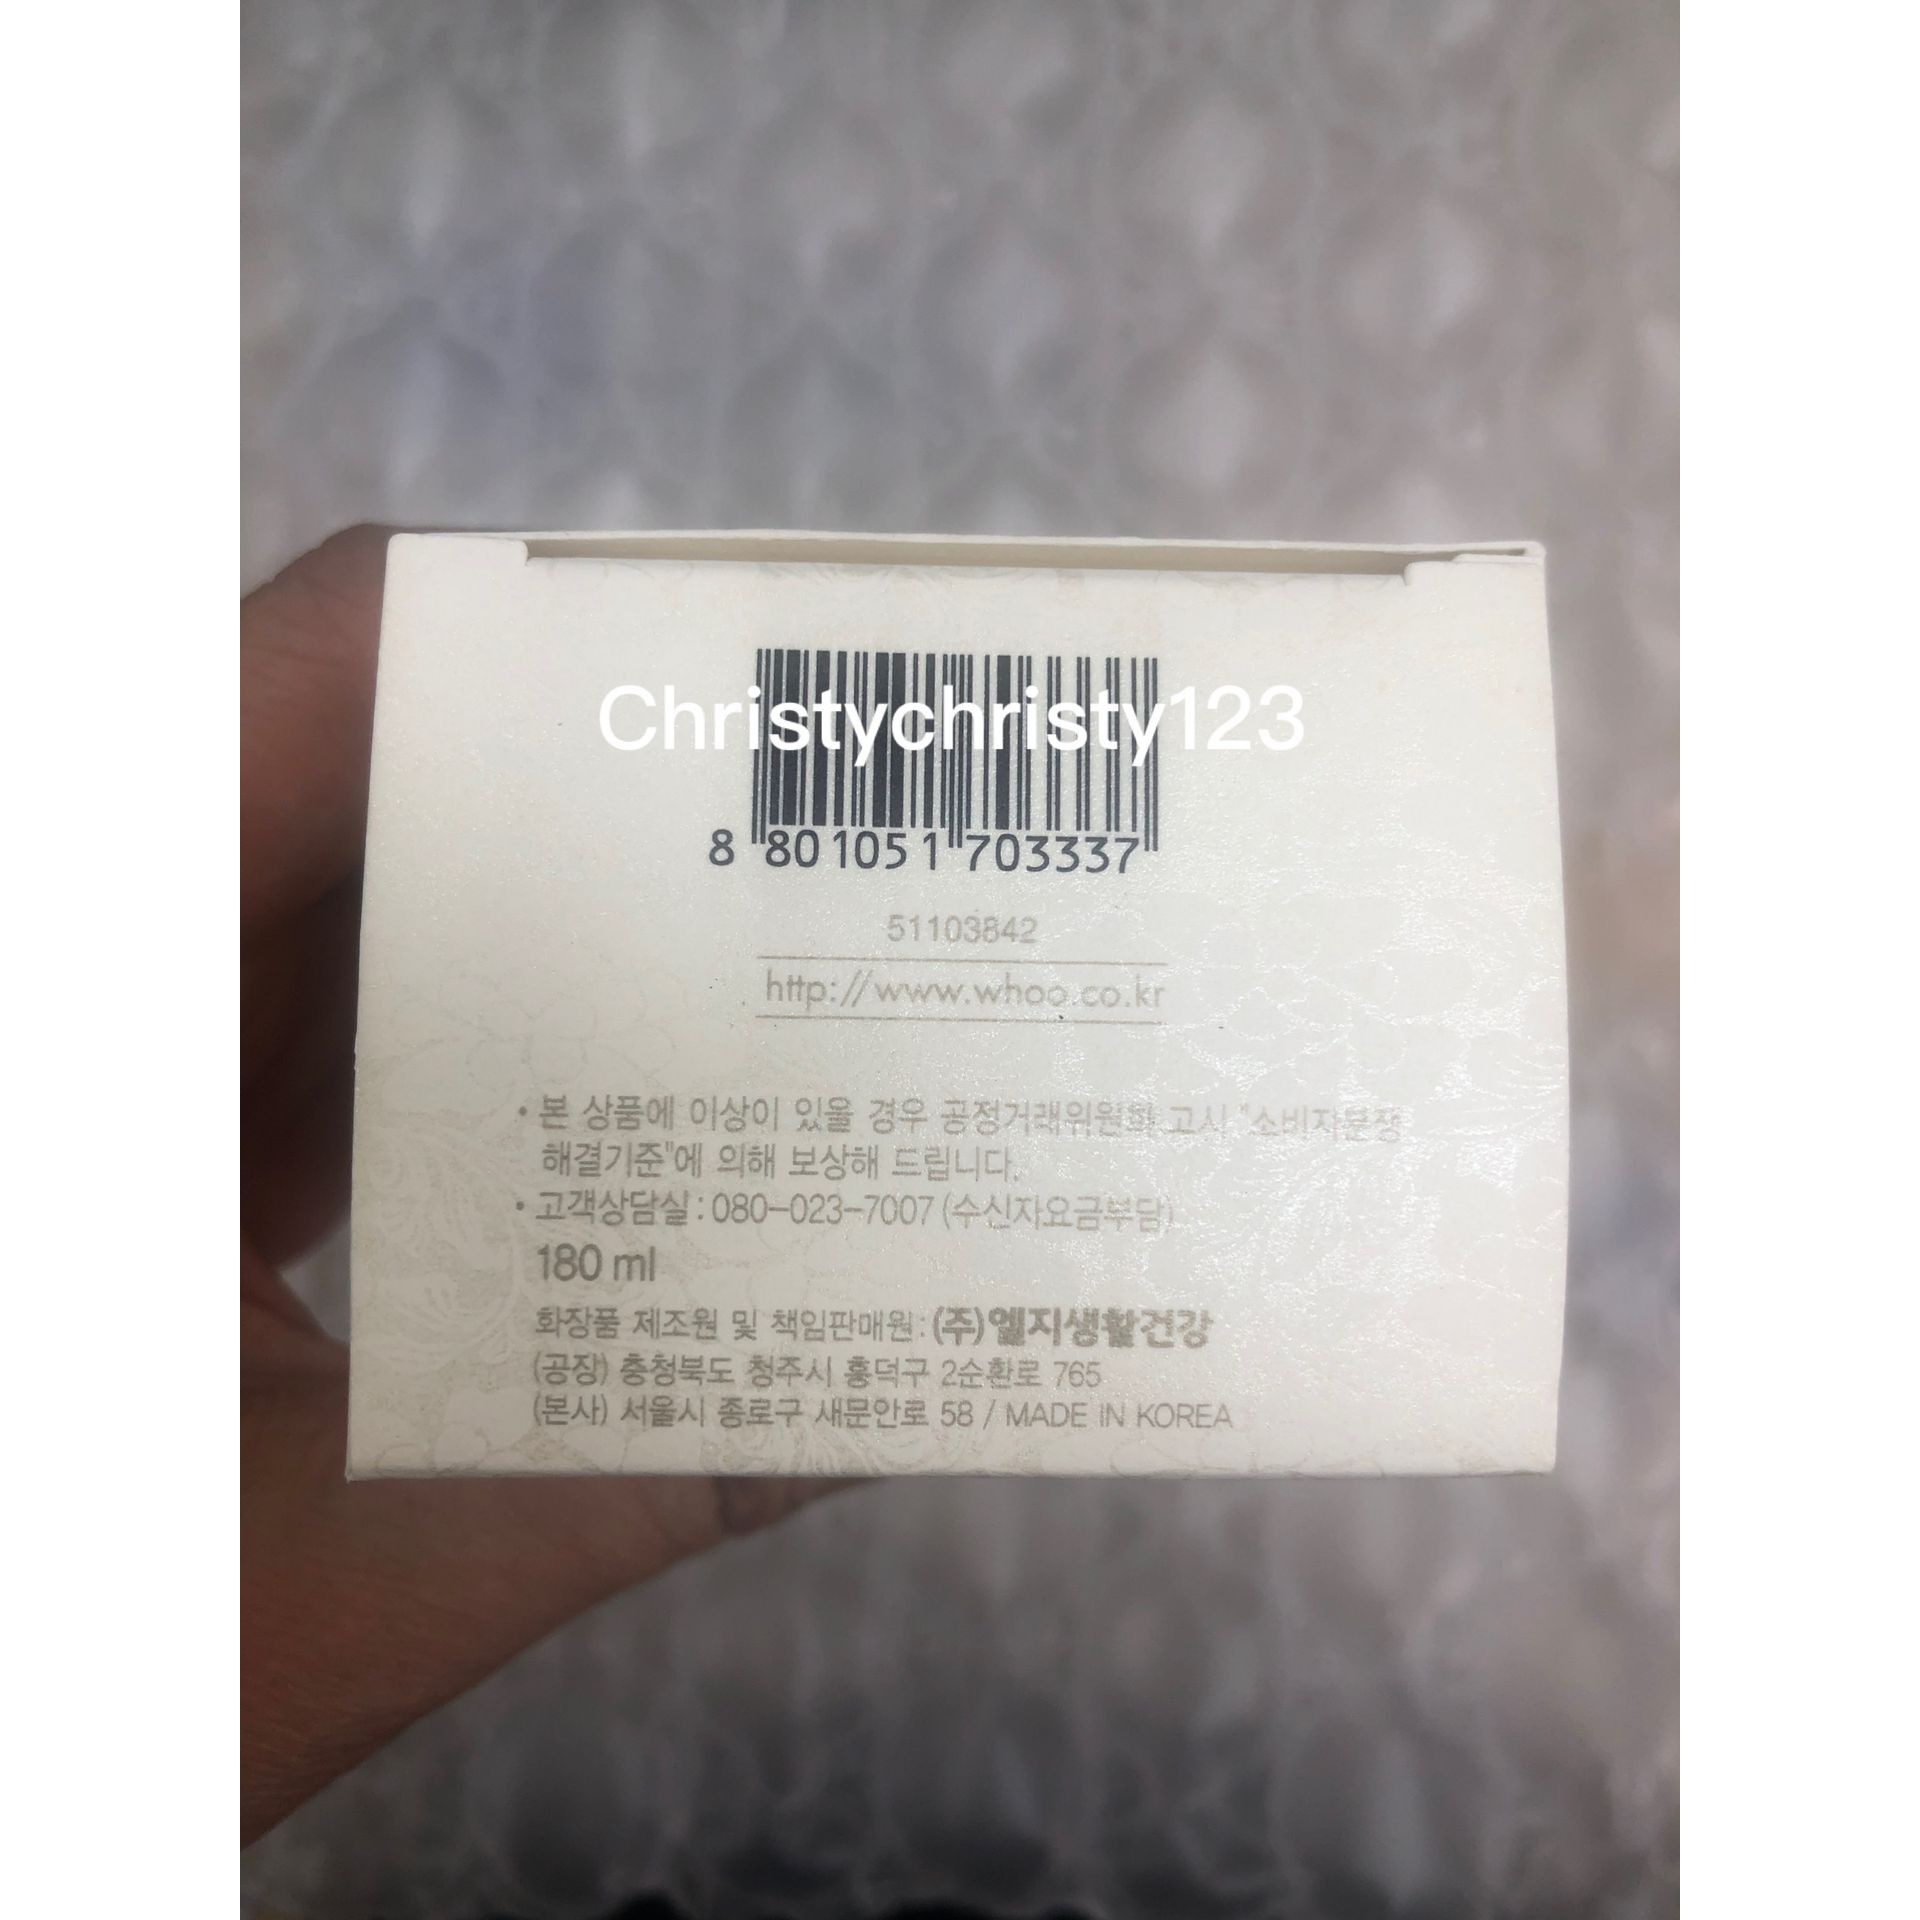 Christychristy123
8 801051 703337
51103842
http://www.whoo.co.kr
• 본 상품에 이상이 있을 경우 공정거래위원회 고시 "소비자분쟁
해결기준"에 의해 보상해 드립니다.
• 고객상담실 : 080-023-7007 (수신자요금부담)
180 ml
화장품 제조원 및 책임판매원 : (주)엘지생활건강
(공장) 충청북도 청주시 흥덕구 2순환로 765
(본사) 서울시 종로구 새문안로 58 / MADE IN KOREA